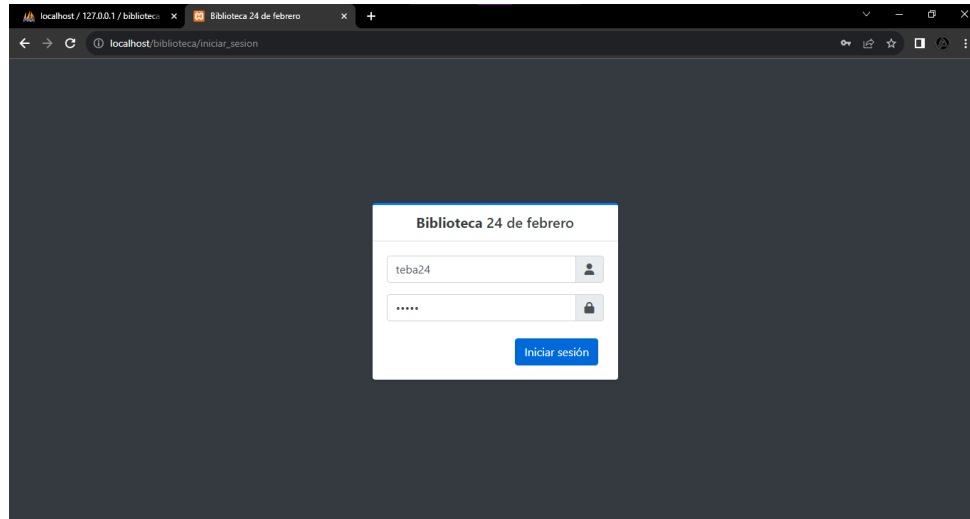 localhost / 127.0.0.1 / biblioteca
Biblioteca 24 de febrero
localhost/biblioteca/iniciar_sesion
Biblioteca 24 de febrero
teba24
•••••
Iniciar sesión